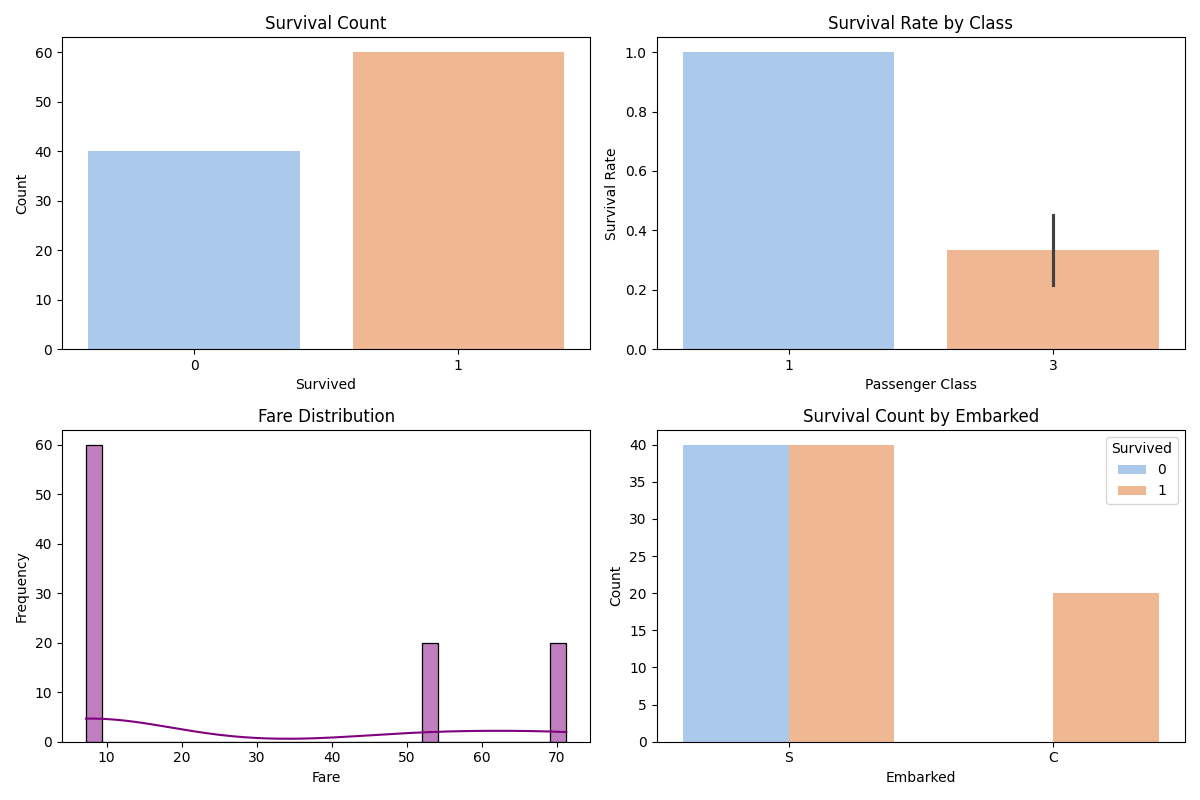 Survival Count
60
50
40
30
20
10
0
Count
0 1
Survived
Survival Rate by Class
1.0
0.8
0.6
0.4
0.2
0.0
Survival Rate
1 3
Passenger Class
Fare Distribution
60
50
40
30
20
10
0
Frequency
10 20 30 40 50 60 70
Fare
Survival Count by Embarked
40
35
30
25
20
15
10
5
0
Count
Survived
0
1
S C
Embarked